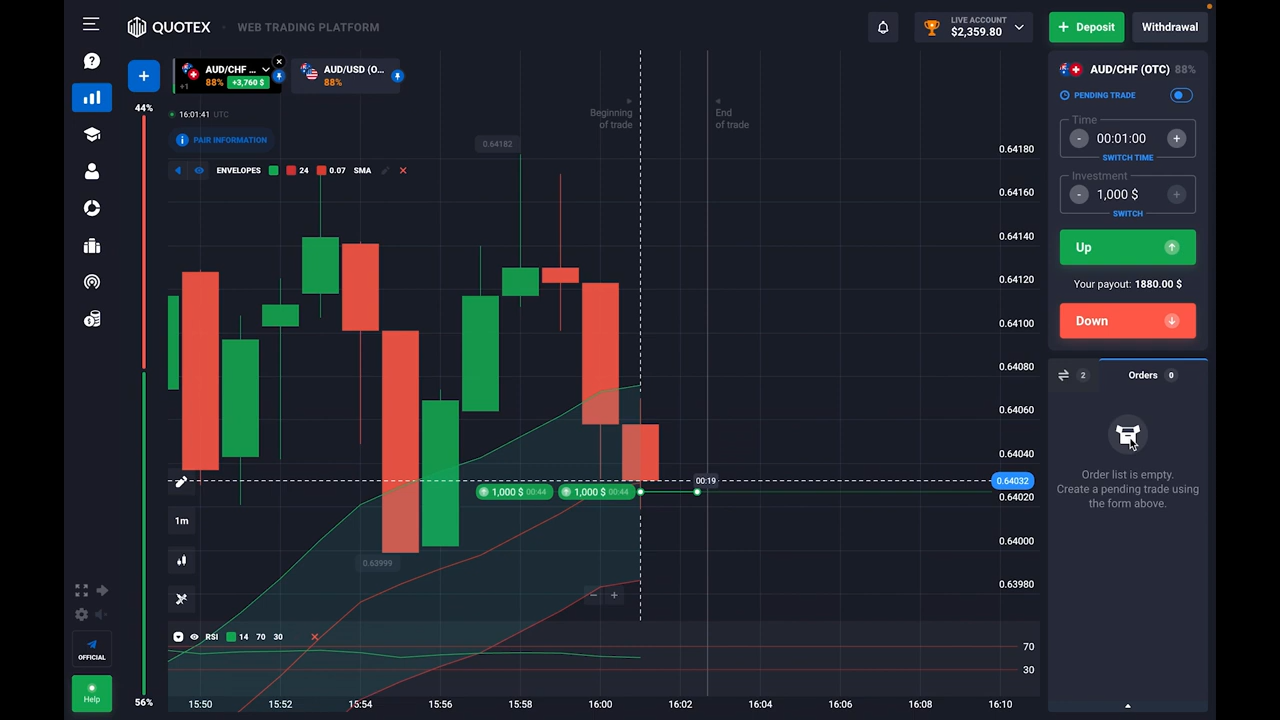 QUOTEX
WEB TRADING PLATFORM
LIVE ACCOUNT
$2,359.80
+ Deposit
Withdrawal
+
+1
AUD/CHF ...
88%
+3,760 $
AUD/USD (O...
88%
44%
16:01:41 UTC
PAIR INFORMATION
ENVELOPES 24 0.07 SMA
Beginning
of trade
End
of trade
0.64182
0.64180
0.64160
0.64140
0.64120
0.64100
0.64080
0.64060
0.64040
0.64032
0.64020
0.64000
0.63980
1,000 $ 00:44
1,000 $ 00:44
00:19
1m
0.63999
− +
RSI 14 70 30
70
30
OFFICIAL
Help
56%
15:50
15:52
15:54
15:56
15:58
16:00
16:02
16:04
16:06
16:08
16:10
AUD/CHF (OTC) 88%
PENDING TRADE
Time
- 00:01:00 +
SWITCH TIME
Investment
- 1,000 $ +
SWITCH
Up
Your payout: 1880.00 $
Down
2
Orders 0
Order list is empty.
Create a pending trade using
the form above.